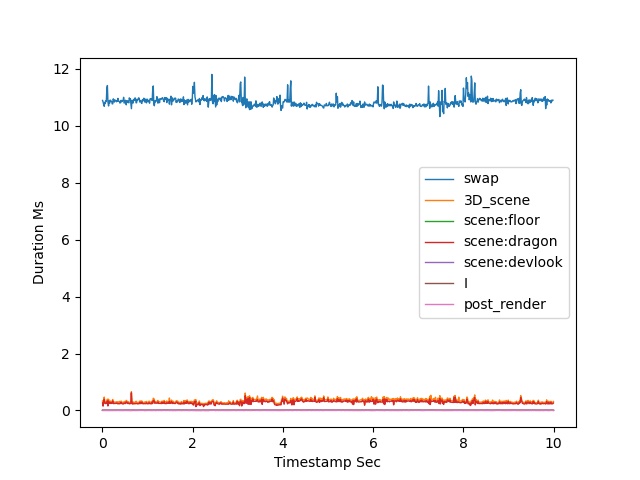 12
10
8
6
4
2
0
Duration Ms
swap
3D_scene
scene:floor
scene:dragon
scene:devlook
I
post_render
0
2
4
6
8
10
Timestamp Sec